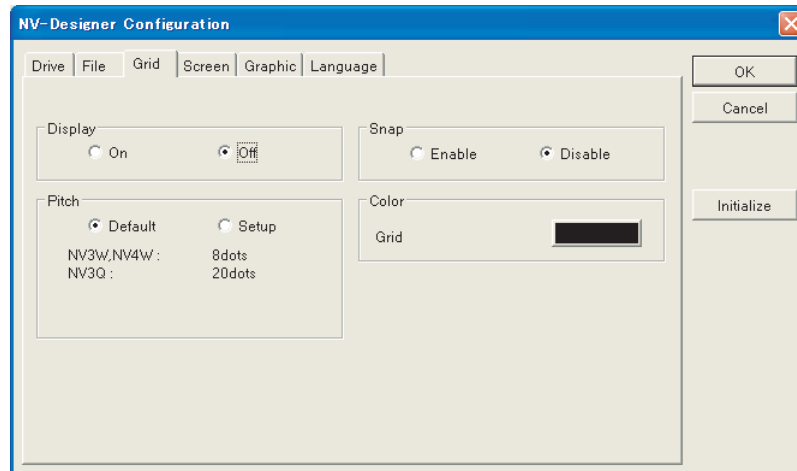 NV-Designer Configuration
Drive File Grid Screen Graphic Language
OK
Cancel
Initialize
Display
On Off
Snap
Enable Disable
Pitch
Default Setup
NV3W,NV4W : 8dots
NV3Q : 20dots
Color
Grid